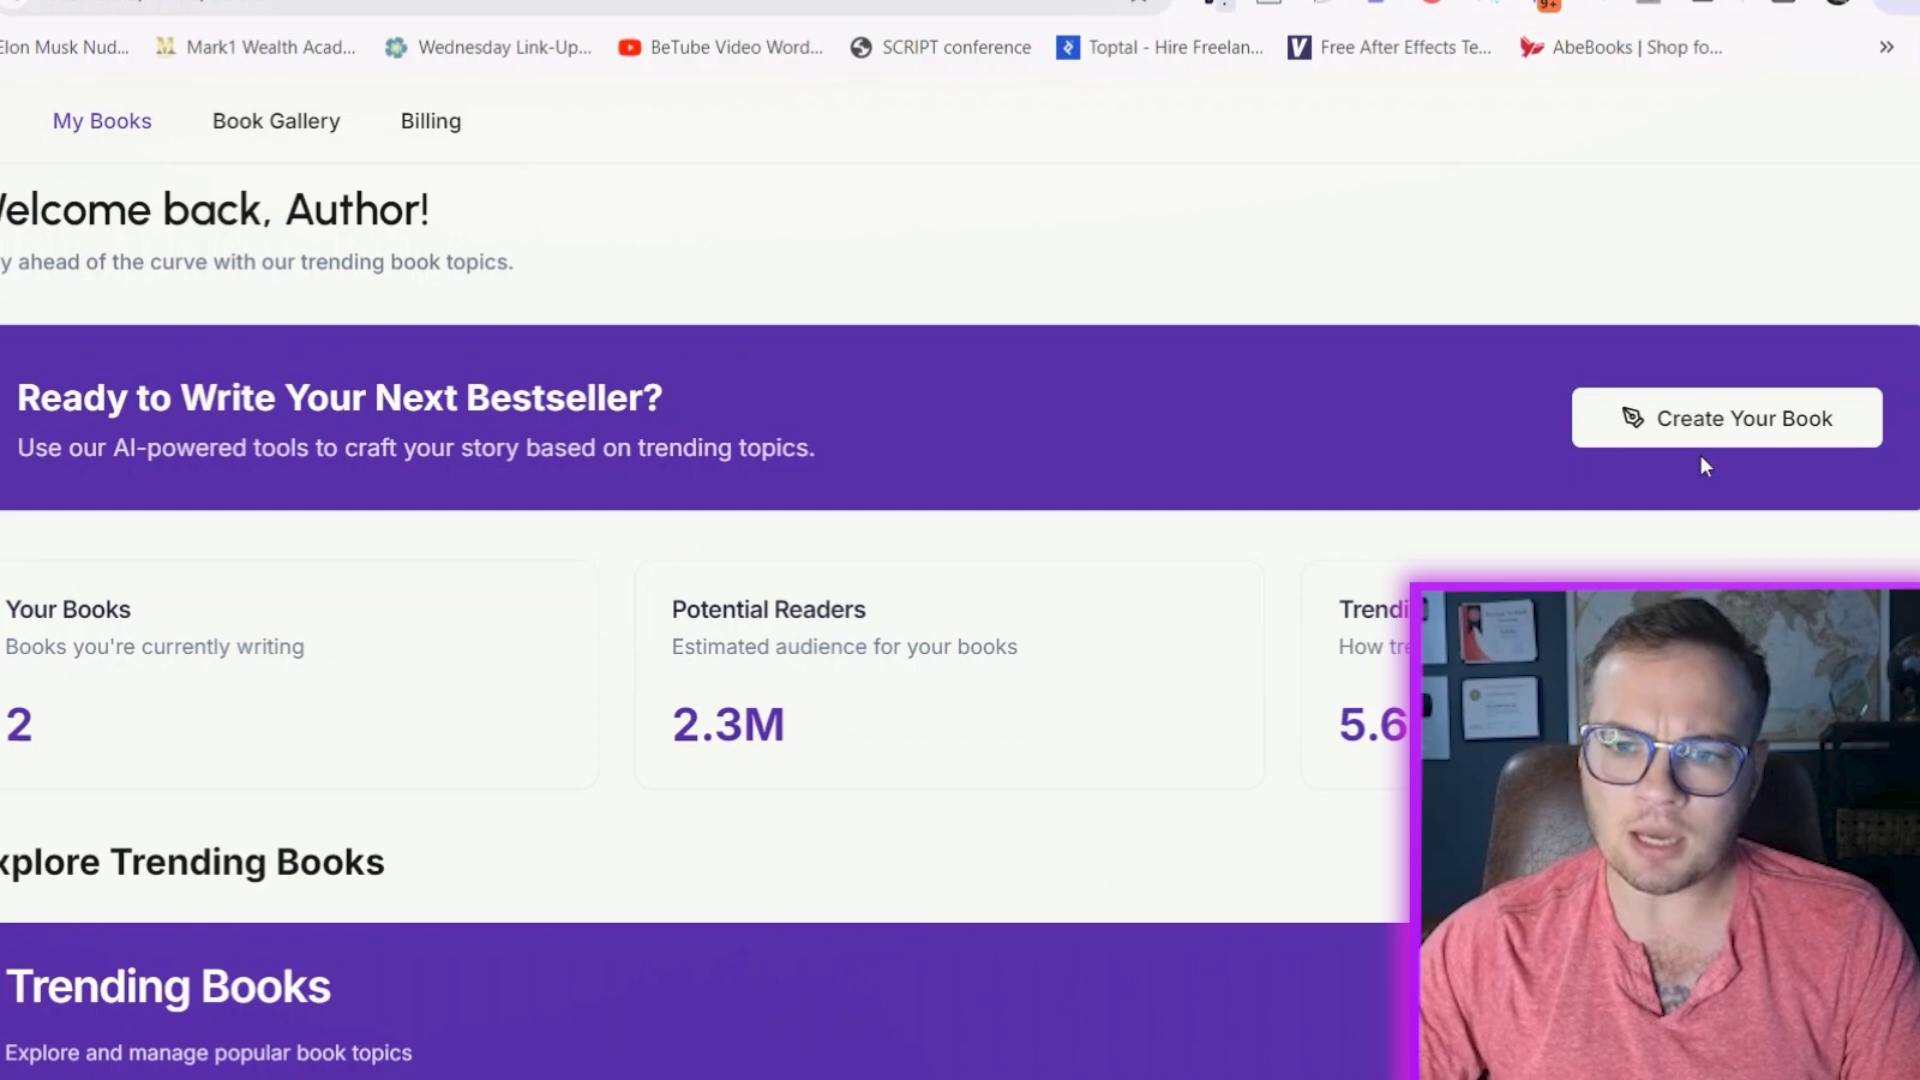 Elon Musk Nud... Mark1 Wealth Acad... Wednesday Link-Up... BeTube Video Word... SCRIPT conference Toptal - Hire Freelan... Free After Effects Te... AbeBooks | Shop fo... »
9+
My Books Book Gallery Billing
Welcome back, Author!
y ahead of the curve with our trending book topics.
Ready to Write Your Next Bestseller?
Use our AI-powered tools to craft your story based on trending topics.
Create Your Book
Your Books
Books you're currently writing
2
Potential Readers
Estimated audience for your books
2.3M
Trendi
How tre
5.6
xplore Trending Books
Trending Books
Explore and manage popular book topics